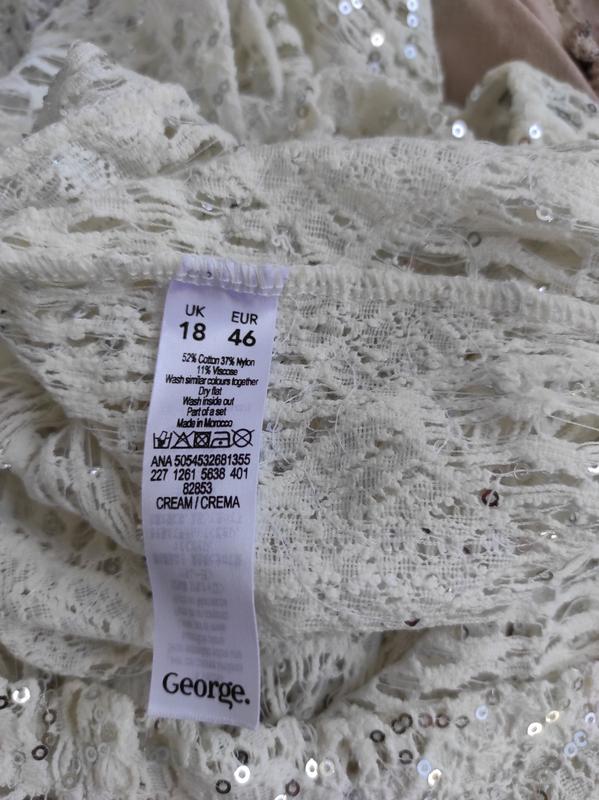 UK EUR
18 46
52% Cotton 37% Nylon
11% Viscose
Wash similar colours together
Dry flat
Wash inside out
Part of a set
Made in Morocco
ANA 5054532681355
227 1261 5638 401
82853
CREAM / CREMA
George.